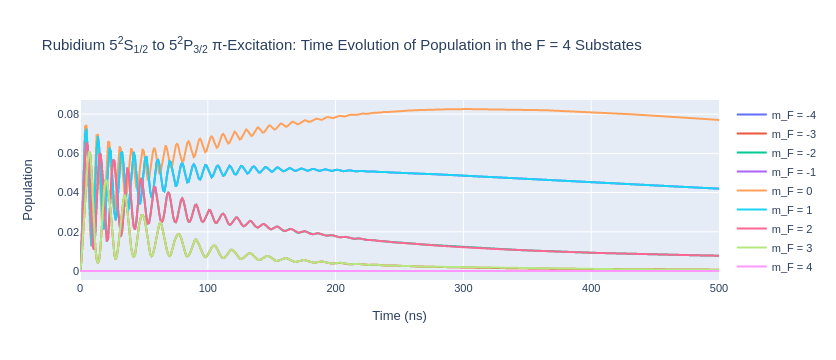 Rubidium 5²S₁/₂ to 5²P₃/₂ π-Excitation: Time Evolution of Population in the F = 4 Substates
Population
0.08
0.06
0.04
0.02
0
0 100 200 300 400 500
Time (ns)
m_F = -4
m_F = -3
m_F = -2
m_F = -1
m_F = 0
m_F = 1
m_F = 2
m_F = 3
m_F = 4